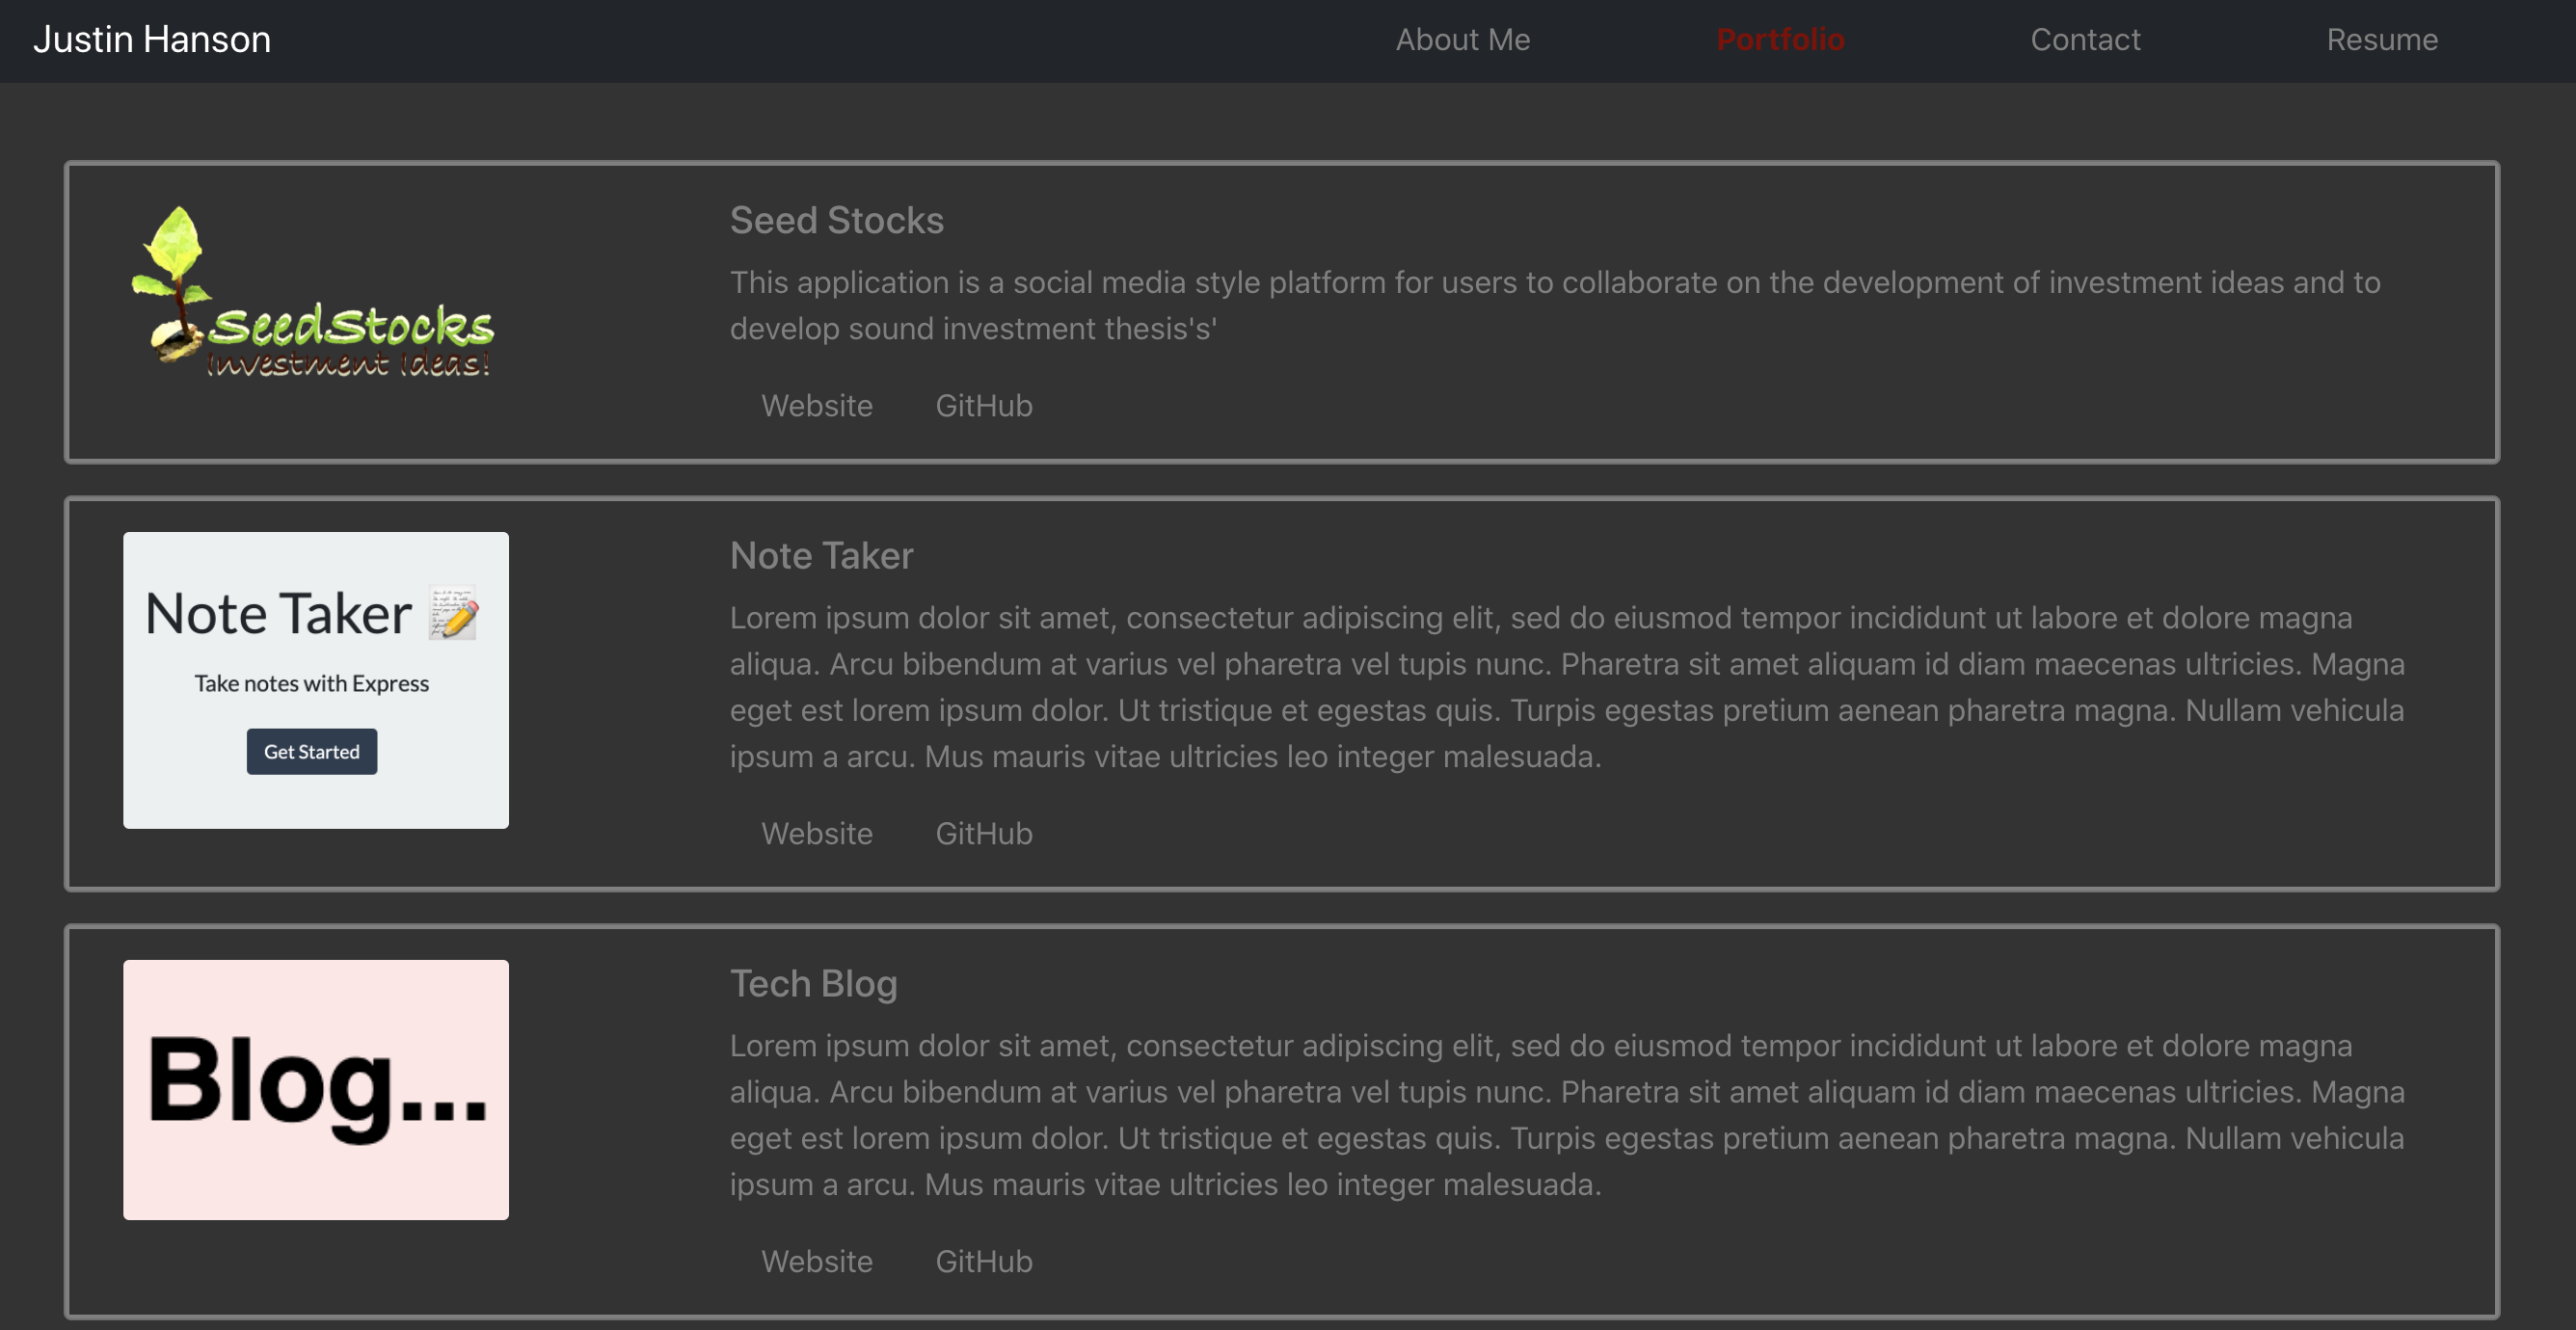 Justin Hanson
About Me
Portfolio
Contact
Resume
SeedStocks
Investment Ideas!
Seed Stocks
This application is a social media style platform for users to collaborate on the development of investment ideas and to
develop sound investment thesis's'
Website GitHub
Note Taker 📝
Take notes with Express
Get Started
Note Taker
Lorem ipsum dolor sit amet, consectetur adipiscing elit, sed do eiusmod tempor incididunt ut labore et dolore magna
aliqua. Arcu bibendum at varius vel pharetra vel tupis nunc. Pharetra sit amet aliquam id diam maecenas ultricies. Magna
eget est lorem ipsum dolor. Ut tristique et egestas quis. Turpis egestas pretium aenean pharetra magna. Nullam vehicula
ipsum a arcu. Mus mauris vitae ultricies leo integer malesuada.
Website GitHub
Blog...
Tech Blog
Lorem ipsum dolor sit amet, consectetur adipiscing elit, sed do eiusmod tempor incididunt ut labore et dolore magna
aliqua. Arcu bibendum at varius vel pharetra vel tupis nunc. Pharetra sit amet aliquam id diam maecenas ultricies. Magna
eget est lorem ipsum dolor. Ut tristique et egestas quis. Turpis egestas pretium aenean pharetra magna. Nullam vehicula
ipsum a arcu. Mus mauris vitae ultricies leo integer malesuada.
Website GitHub